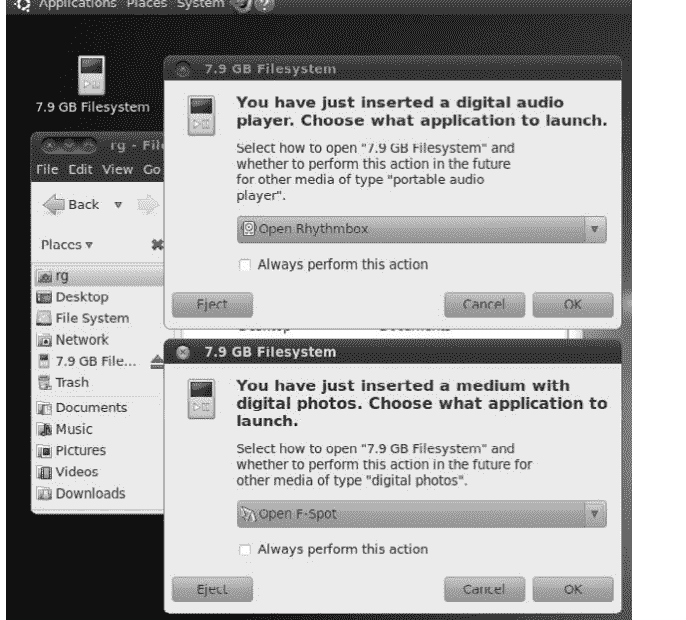 Applications Places System
7.9 GB Filesystem
rg - Fil
File Edit View Go
Back
Places
rg
Desktop
File System
Network
7.9 GB File...
Trash
Documents
Music
Pictures
Videos
Downloads
7.9 GB Filesystem
You have just inserted a digital audio
player. Choose what application to launch.
Select how to open "7.9 GB Filesystem" and
whether to perform this action in the future
for other media of type "portable audio
player".
Open Rhythmbox
Always perform this action
Eject Cancel OK
Desktop Documents
7.9 GB Filesystem
You have just inserted a medium with
digital photos. Choose what application to
launch.
Select how to open "7.9 GB Filesystem" and
whether to perform this action in the future for
other media of type "digital photos".
Open F-Spot
Always perform this action
Eject Cancel OK